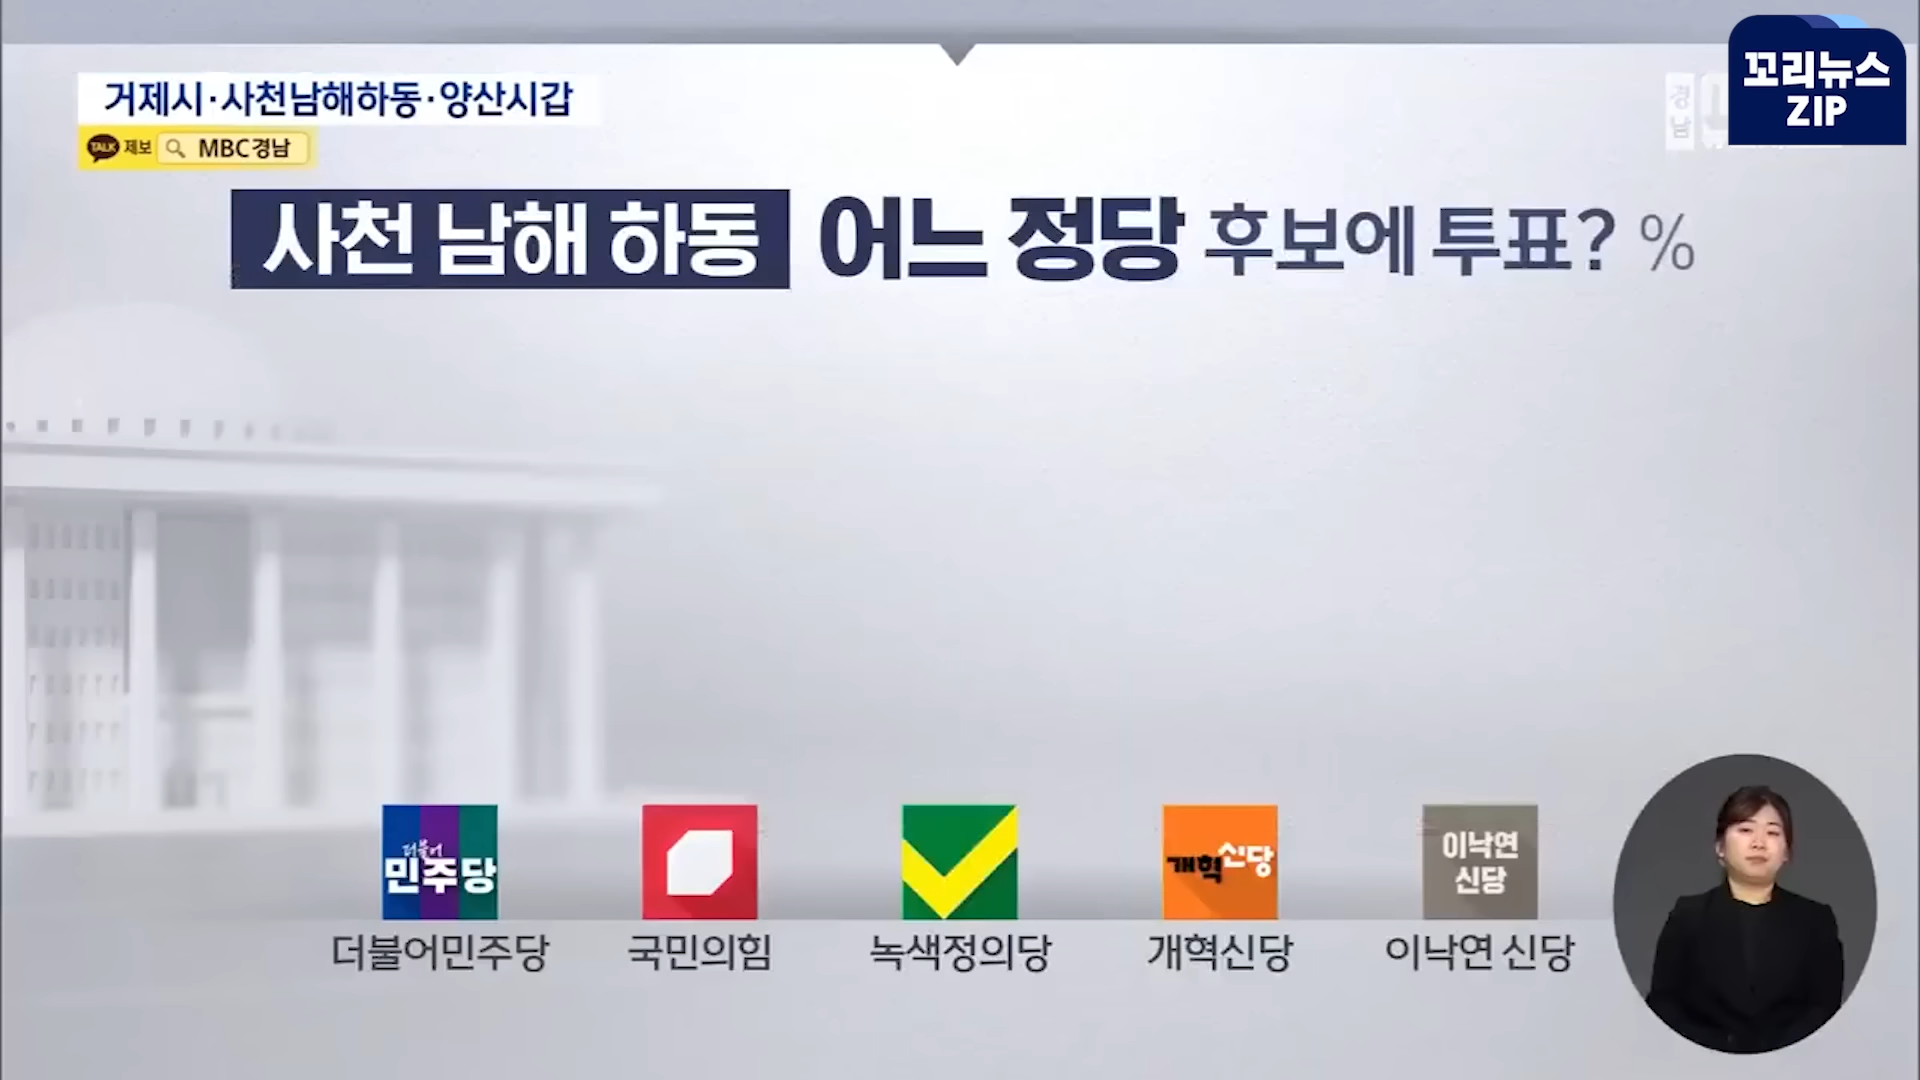 거제시·사천남해하동·양산시갑
꼬리뉴스
ZIP
경남
TALK 제보 MBC경남
사천 남해 하동 어느 정당 후보에 투표? %
더불어
민주당
개혁신당
이낙연
신당
더불어민주당 국민의힘 녹색정의당 개혁신당 이낙연 신당